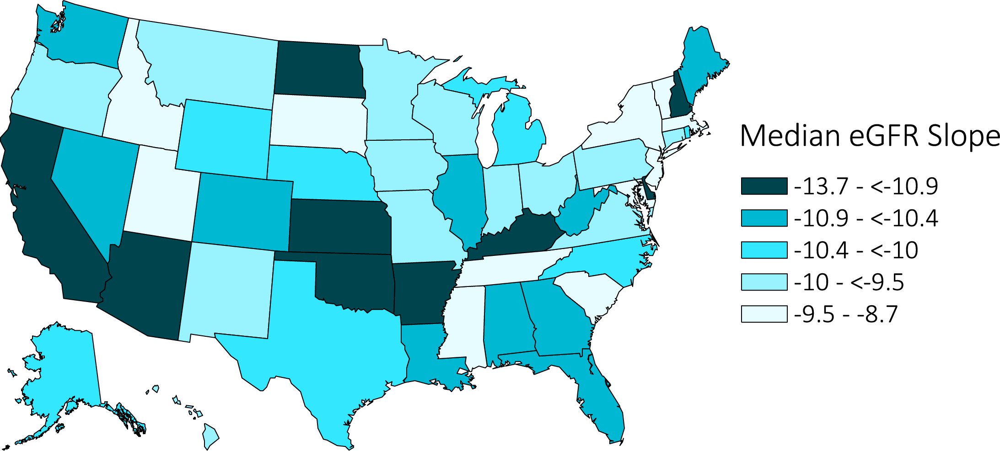 Median eGFR Slope
-13.7 - <-10.9
-10.9 - <-10.4
-10.4 - <-10
-10 - <-9.5
-9.5 - -8.7